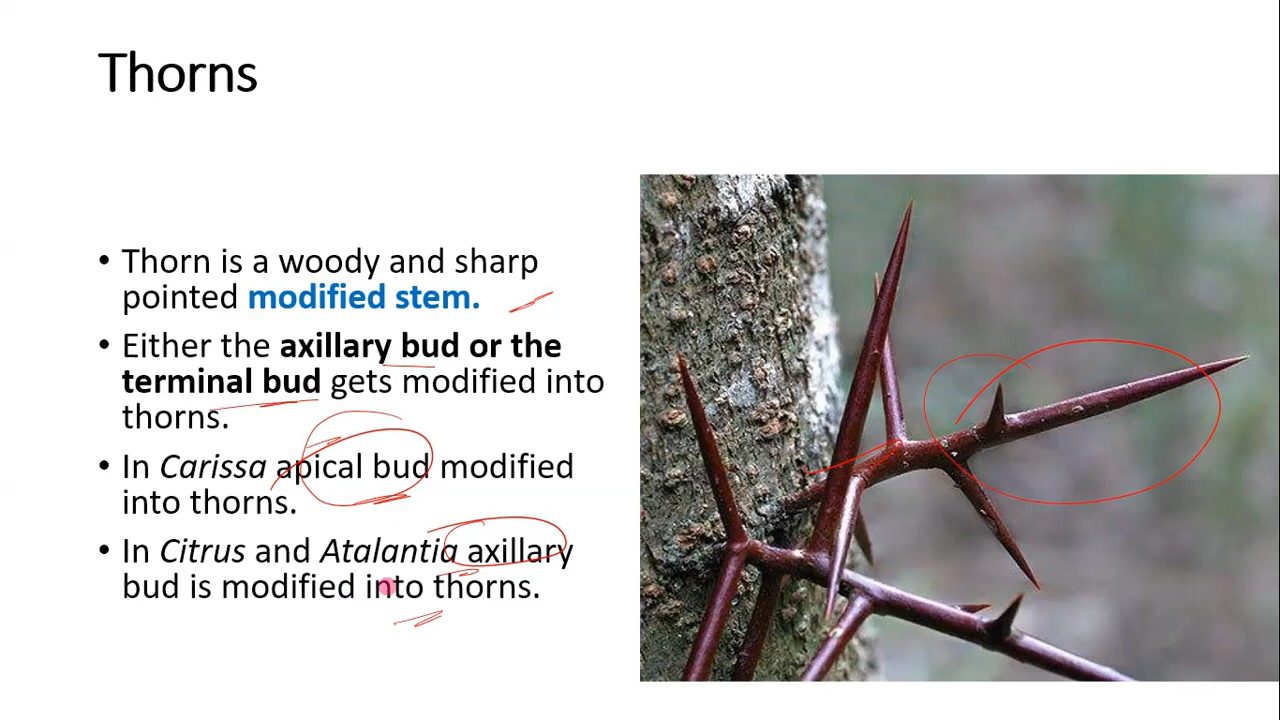 Thorns
• Thorn is a woody and sharp
pointed modified stem.
• Either the axillary bud or the
terminal bud gets modified into
thorns.
• In Carissa apical bud modified
into thorns.
• In Citrus and Atalantia axillary
bud is modified into thorns.